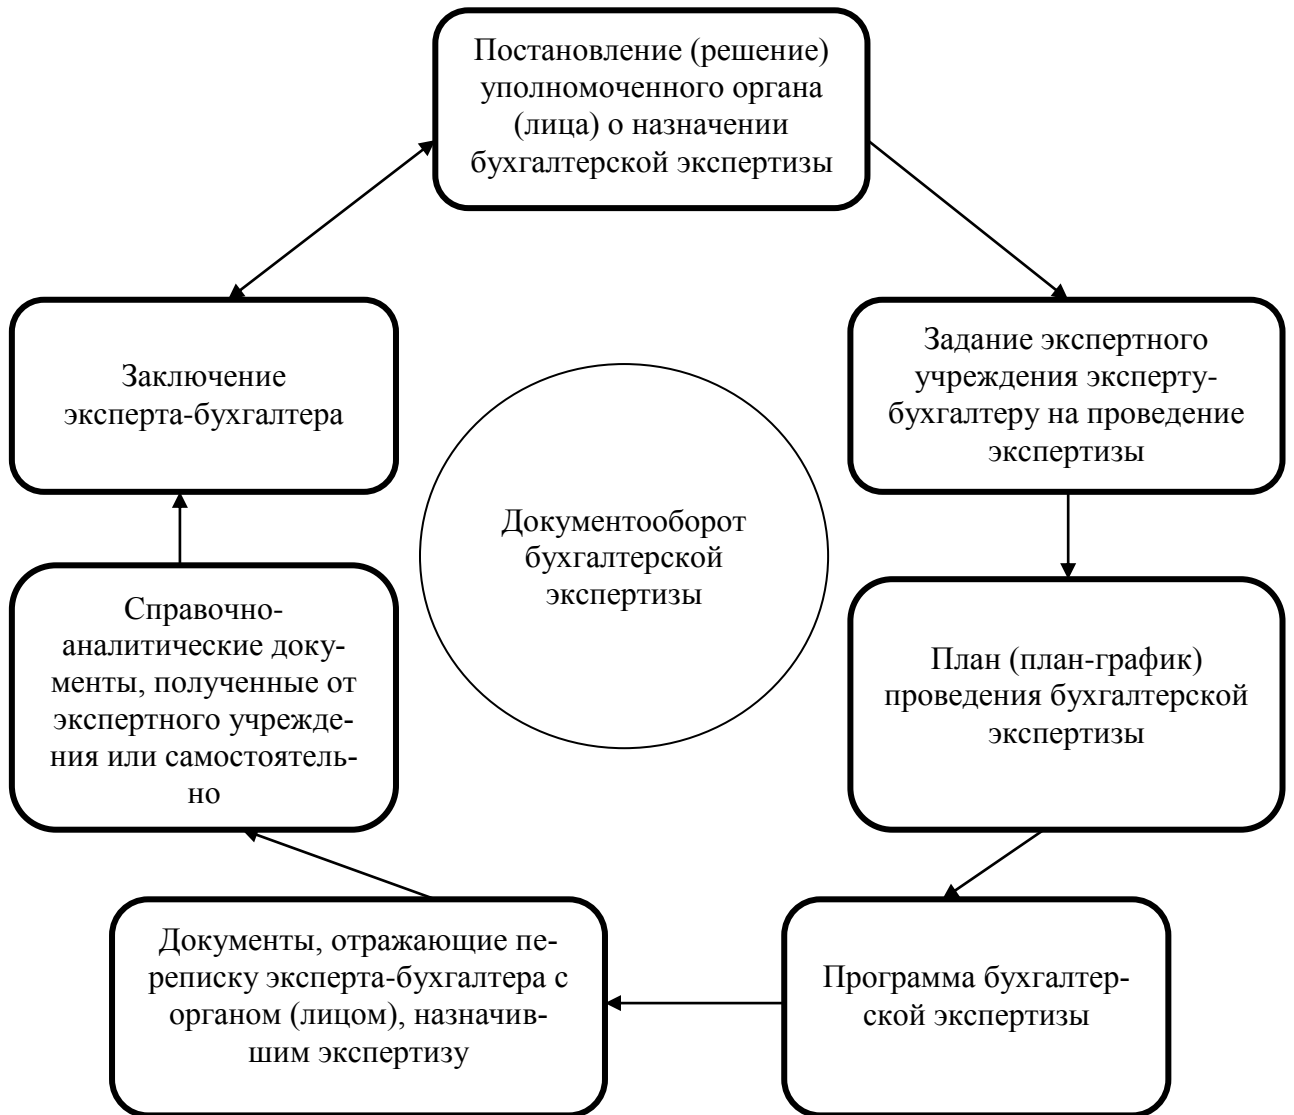 Постановление (решение)
уполномоченного органа
(лица) о назначении
бухгалтерской экспертизы
Задание экспертного
учреждения эксперту-
бухгалтеру на проведение
экспертизы
План (план-график)
проведения бухгалтерской
экспертизы
Программа бухгалтер-
ской экспертизы
Документы, отражающие пе-
реписку эксперта-бухгалтера с
органом (лицом), назначив-
шим экспертизу
Справочно-
аналитические доку-
менты, полученные от
экспертного учрежде-
ния или самостоятель-
но
Заключение
эксперта-бухгалтера
Документооборот
бухгалтерской
экспертизы